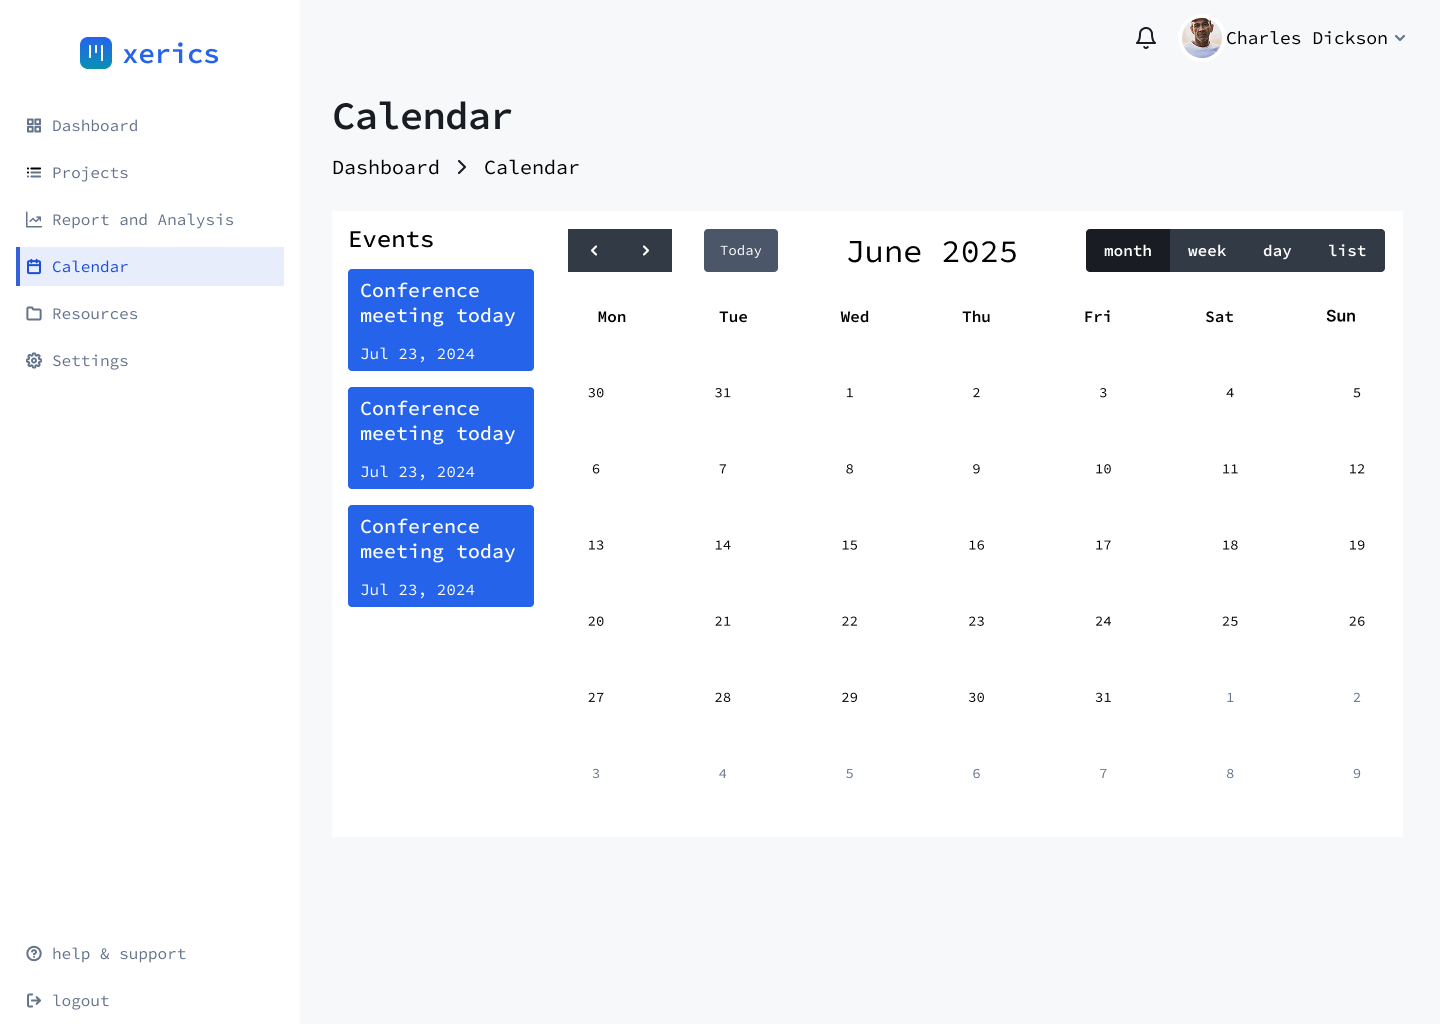 xerics
Dashboard
Projects
Report and Analysis
Calendar
Resources
Settings
help & support
logout
Charles Dickson
Calendar
Dashboard > Calendar
Events
Conference
meeting today
Jul 23, 2024
Conference
meeting today
Jul 23, 2024
Conference
meeting today
Jul 23, 2024
Today
June 2025
month week day list
Mon Tue Wed Thu Fri Sat Sun
30 31 1 2 3 4 5
6 7 8 9 10 11 12
13 14 15 16 17 18 19
20 21 22 23 24 25 26
27 28 29 30 31 1 2
3 4 5 6 7 8 9